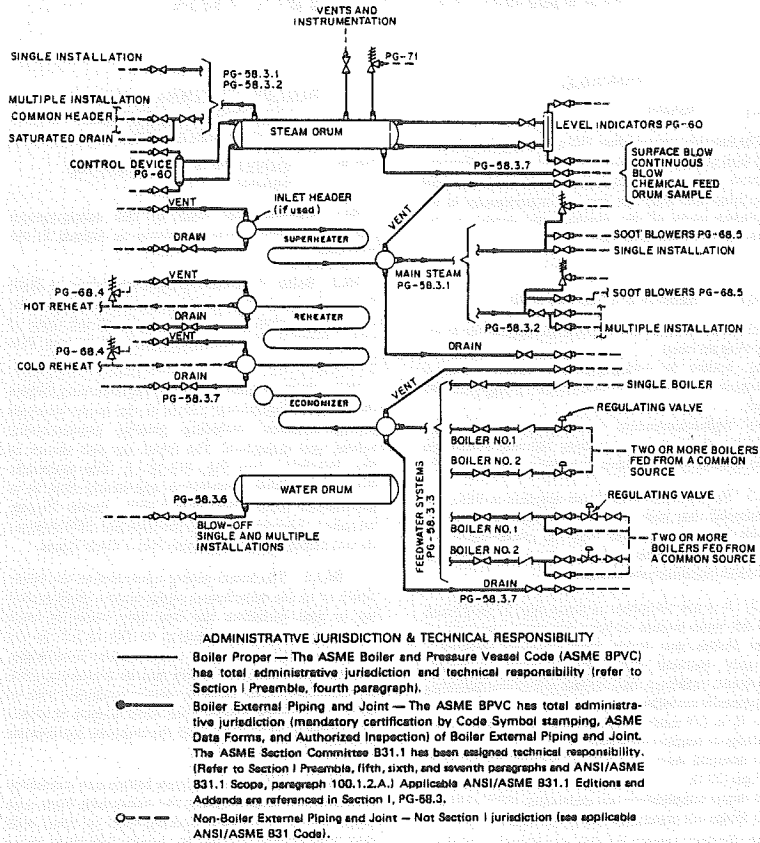 VENTS AND
INSTRUMENTATION
SINGLE INSTALLATION
PG-71
PG-58.3.1
PG-58.3.2
MULTIPLE INSTALLATION
COMMON HEADER
STEAM DRUM
LEVEL INDICATORS PG-60
SATURATED DRAIN
CONTROL DEVICE
PG-60
PG-58.3.7
SURFACE BLOW
CONTINUOUS
BLOW
CHEMICAL FEED
DRUM SAMPLE
VENT
INLET HEADER
(if used)
VENT
DRAIN
SUPERHEATER
SOOT BLOWERS PG-68.5
SINGLE INSTALLATION
MAIN STEAM
PG-58.3.1
VENT
PG-68.4
HOT REHEAT
REHEATER
SOOT BLOWERS PG-68.5
DRAIN
PG-58.3.2
MULTIPLE INSTALLATION
VENT
PG-68.4
DRAIN
COLD REHEAT
DRAIN
PG-58.3.7
VENT
ECONOMIZER
SINGLE BOILER
REGULATING VALVE
BOILER NO.1
TWO OR MORE BOILERS
FED FROM A COMMON
SOURCE
BOILER NO. 2
WATER DRUM
PG-58.3.6
FEEDWATER SYSTEMS
PG-58.3.3
REGULATING VALVE
BLOW-OFF
SINGLE AND MULTIPLE
INSTALLATIONS
BOILER NO.1
TWO OR MORE
BOILERS FED FROM
A COMMON SOURCE
BOILER NO. 2
DRAIN
PG-58.3.7
ADMINISTRATIVE JURISDICTION & TECHNICAL RESPONSIBILITY
Boiler Proper — The ASME Boiler and Pressure Vessel Code (ASME BPVC)
has total administrative jurisdiction and technical responsibility (refer to
Section I Preamble, fourth paragraph).
Boiler External Piping and Joint — The ASME BPVC has total administra-
tive jurisdiction (mandatory certification by Code Symbol stamping, ASME
Data Forms, and Authorized Inspection) of Boiler External Piping and Joint.
The ASME Section Committee B31.1 has been assigned technical responsibility.
(Refer to Section I Preamble, fifth, sixth, and seventh paragraphs and ANSI/ASME
B31.1 Scope, paragraph 100.1.2.A.) Applicable ANSI/ASME B31.1 Editions and
Addenda are referenced in Section I, PG-58.3.
Non-Boiler External Piping and Joint — Not Section I jurisdiction (see applicable
ANSI/ASME B31 Code).